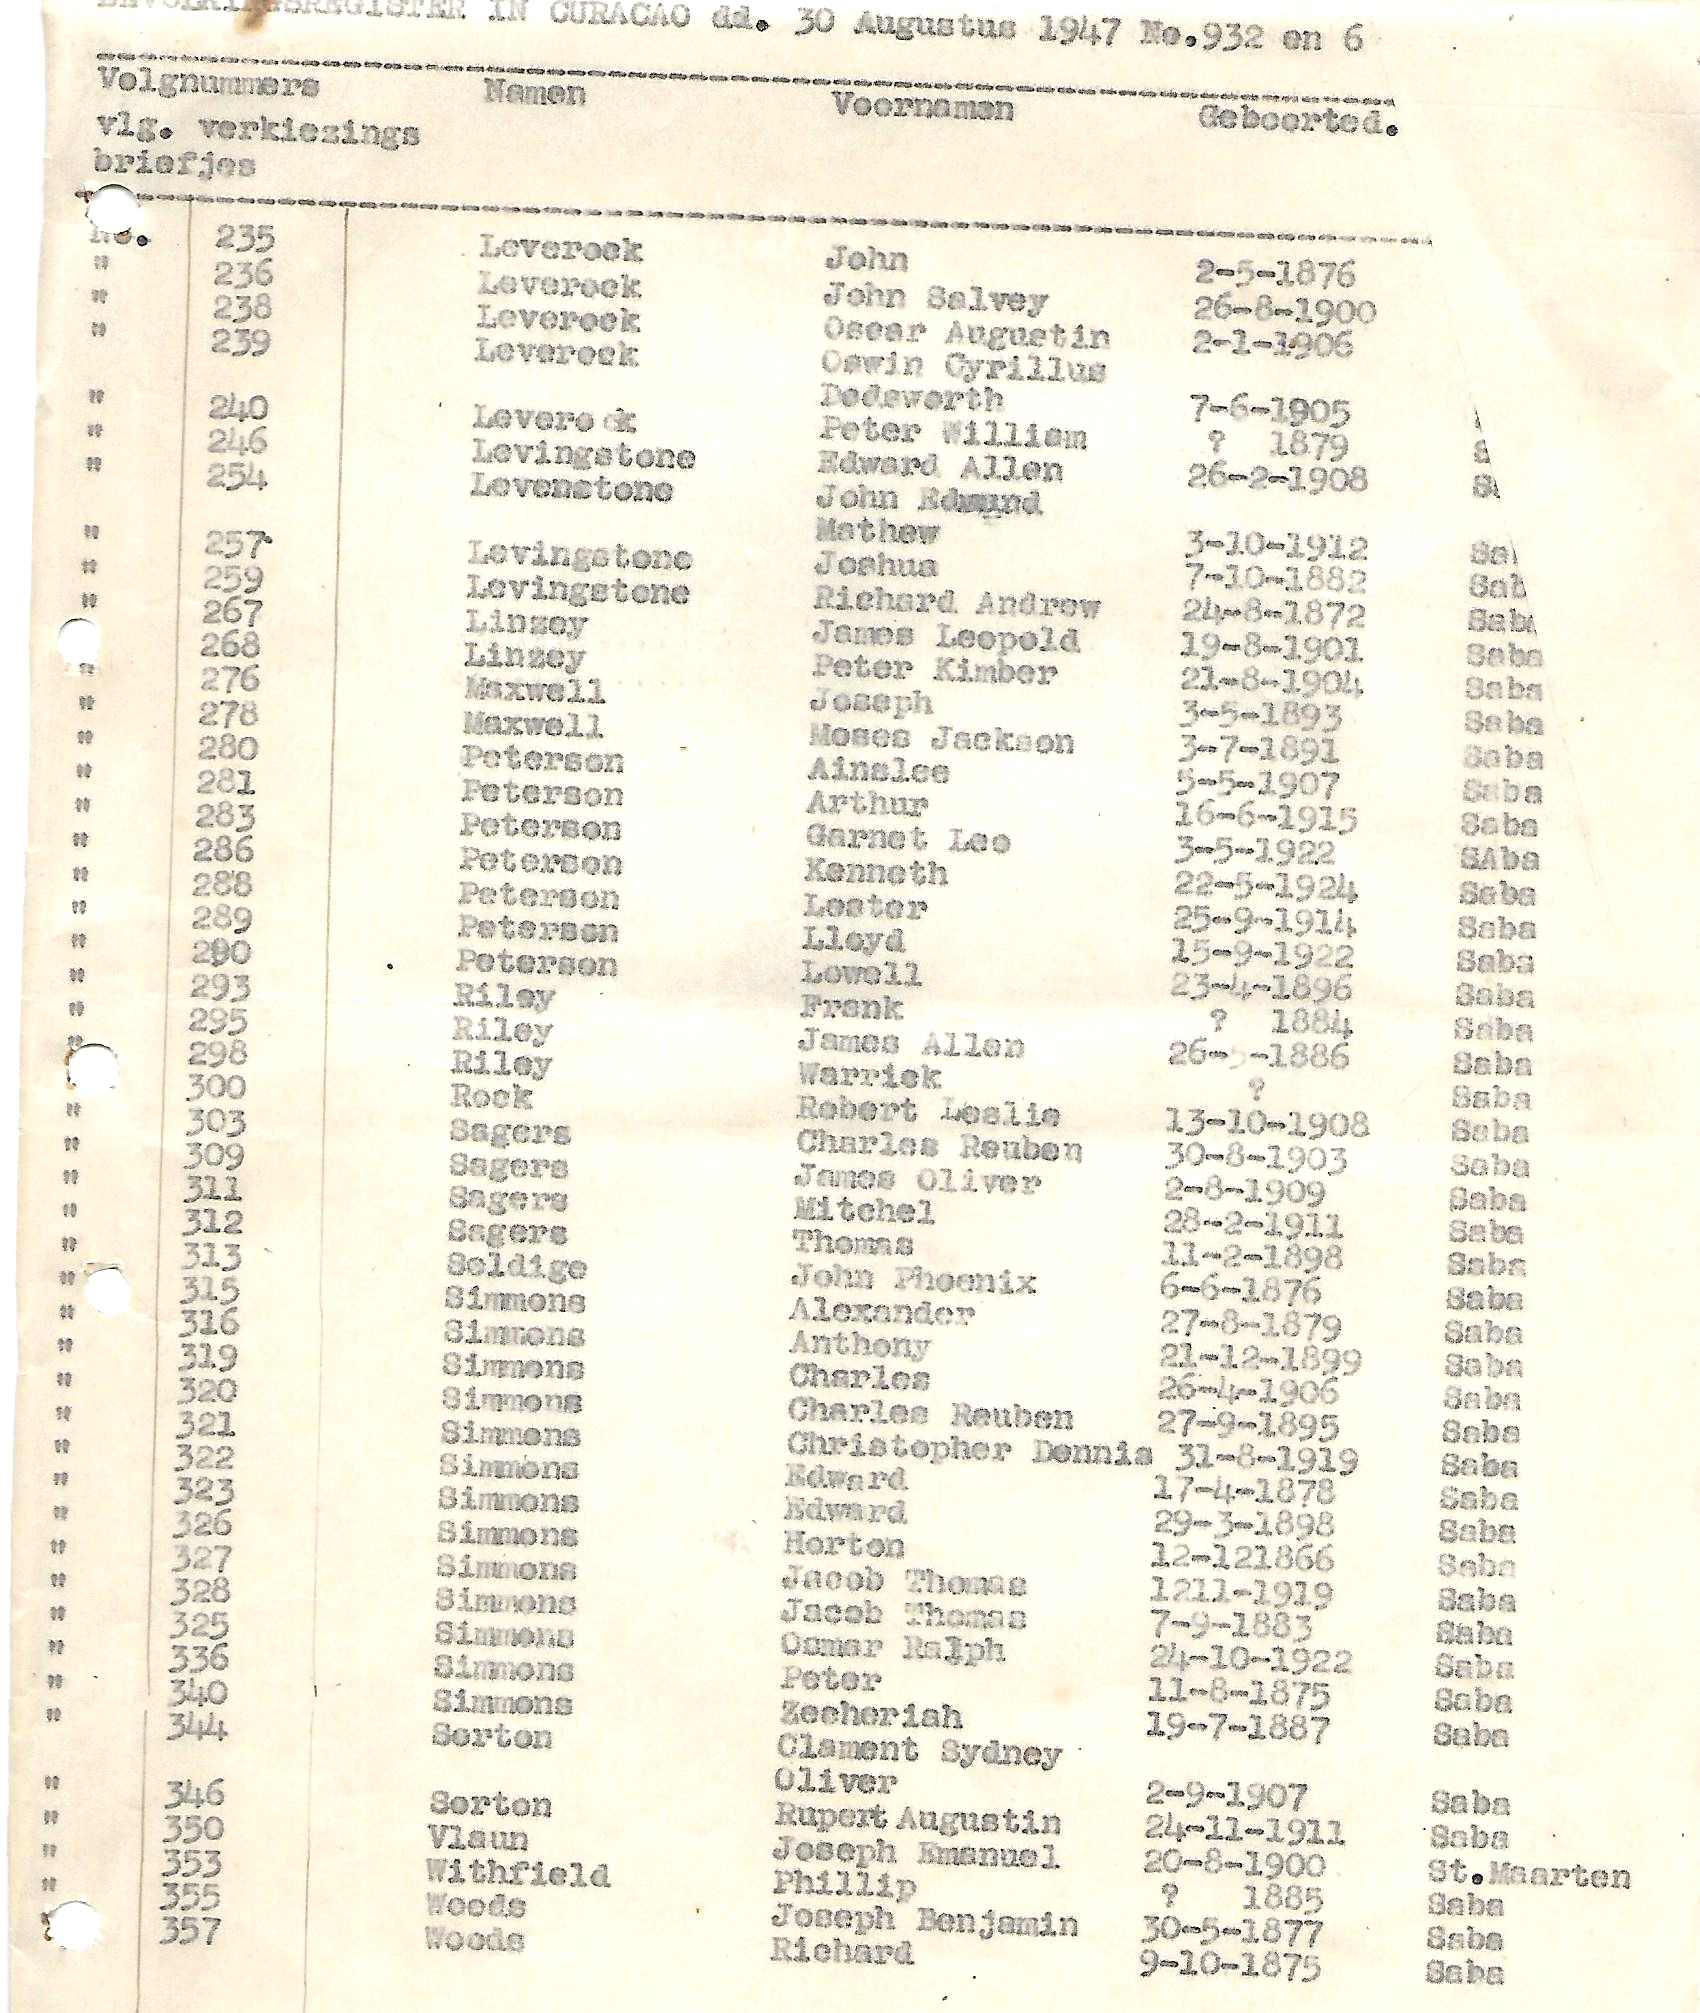 BEVOLKINGSREGISTER IN CURACAO dd. 30 Augustus 1947 No.932 en 6
Volgnummers Namen Voornamen Geboorted.
vlg. verkiezings
briefjes
No. 235 Leverock John 2-5-1876
" 236 Leverock John Salvey 26-8-1900
" 238 Leverock Oscar Augustin 2-1-1906
" 239 Leverock Oswin Cyrillus
Dodsworth 7-6-1905
" 240 Leverock Peter William ? 1879
" 246 Levingstone Edward Allen 26-2-1908
" 254 Levenstone John Edmund
Mathew 3-10-1912
" 257 Levingstone Joshua 7-10-1882 Sab
" 259 Levingstone Richard Andrew 24-8-1872 Saba
" 267 Linzey James Leopold 19-8-1901 Saba
268 Linzey Peter Kimber 21-8-1904 Saba
" 276 Maxwell Joseph 3-5-1893 Saba
" 278 Maxwell Moses Jackson 3-7-1891 Saba
" 280 Peterson Ainslee 5-5-1907 Saba
" 281 Peterson Arthur 16-6-1915 Saba
" 283 Peterson Garnet Leo 3-5-1922 SAba
" 286 Peterson Kenneth 22-5-1924 Saba
" 288 Peterson Lester 25-9-1914 Saba
" 289 Peterson Lloyd 15-9-1922 Saba
" 290 Peterson Lowell 23-4-1896 Saba
" 293 Riley Frank ? 1884 Saba
" 295 Riley James Allen 26-5-1886 Saba
" 298 Riley Warrick ? Saba
300 Rock Robert Leslie 13-10-1908 Saba
" 303 Sagers Charles Reuben 30-8-1903 Saba
" 309 Sagers James Oliver 2-8-1909 Saba
" 311 Sagers Mitchel 28-2-1911 Saba
" 312 Sagers Thomas 11-2-1898 Saba
" 313 Soldige John Phoenix 6-6-1876 Saba
" 315 Simmons Alexander 27-8-1879 Saba
" 316 Simmons Anthony 21-12-1899 Saba
" 319 Simmons Charles 26-4-1906 Saba
" 320 Simmons Charles Reuben 27-9-1895 Saba
" 321 Simmons Christopher Dennis 31-8-1919 Saba
" 322 Simmons Edward 17-4-1878 Saba
" 323 Simmons Edward 29-3-1898 Saba
" 326 Simmons Horton 12-121866 Saba
" 327 Simmons Jacob Thomas 1211-1919 Saba
" 328 Simmons Jacob Thomas 7-9-1883 Saba
" 325 Simmons Osmar Ralph 24-10-1922 Saba
" 336 Simmons Peter 11-8-1875 Saba
" 340 Simmons Zecheriah 19-7-1887 Saba
" 344 Sorton Clament Sydney
Oliver 2-9-1907 Saba
" 346 Sorton Rupert Augustin 24-11-1911 Saba
" 350 Vlaun Joseph Emanuel 20-8-1900 St.Maarten
" 353 Withfield Phillip ? 1885 Saba
" 355 Woods Joseph Benjamin 30-5-1877 Saba
357 Woods Richard 9-10-1875 Saba